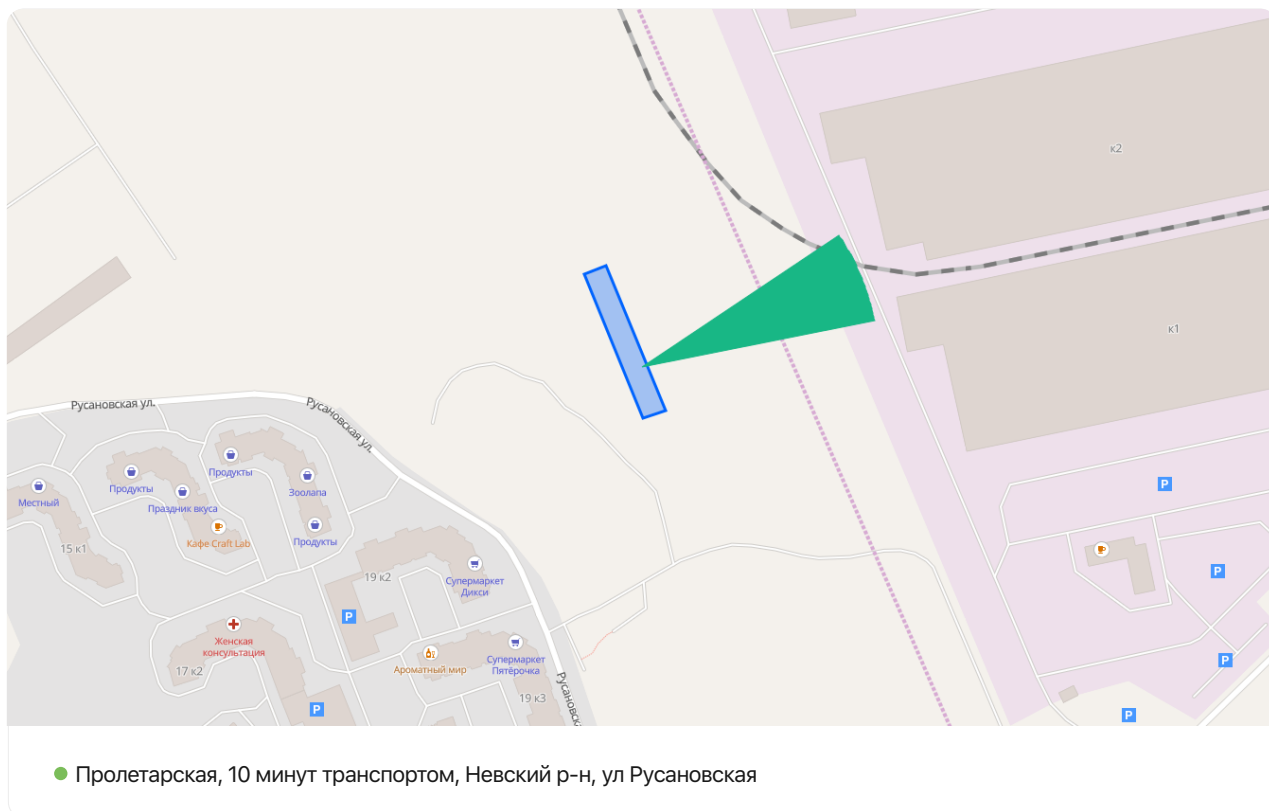 к2
к1
Русановская ул.
Русановская ул.
Продукты
Продукты
Зоолапа
Местный
Праздник вкуса
Кафе Craft Lab
Продукты
15 к1
19 к2
Супермаркет
Дикси
P
P
P
Женская
консультация
17 к2
Ароматный мир
Супермаркет
Пятёрочка
19 к3
Русановска
P
P
P
Пролетарская, 10 минут транспортом, Невский р-н, ул Русановская